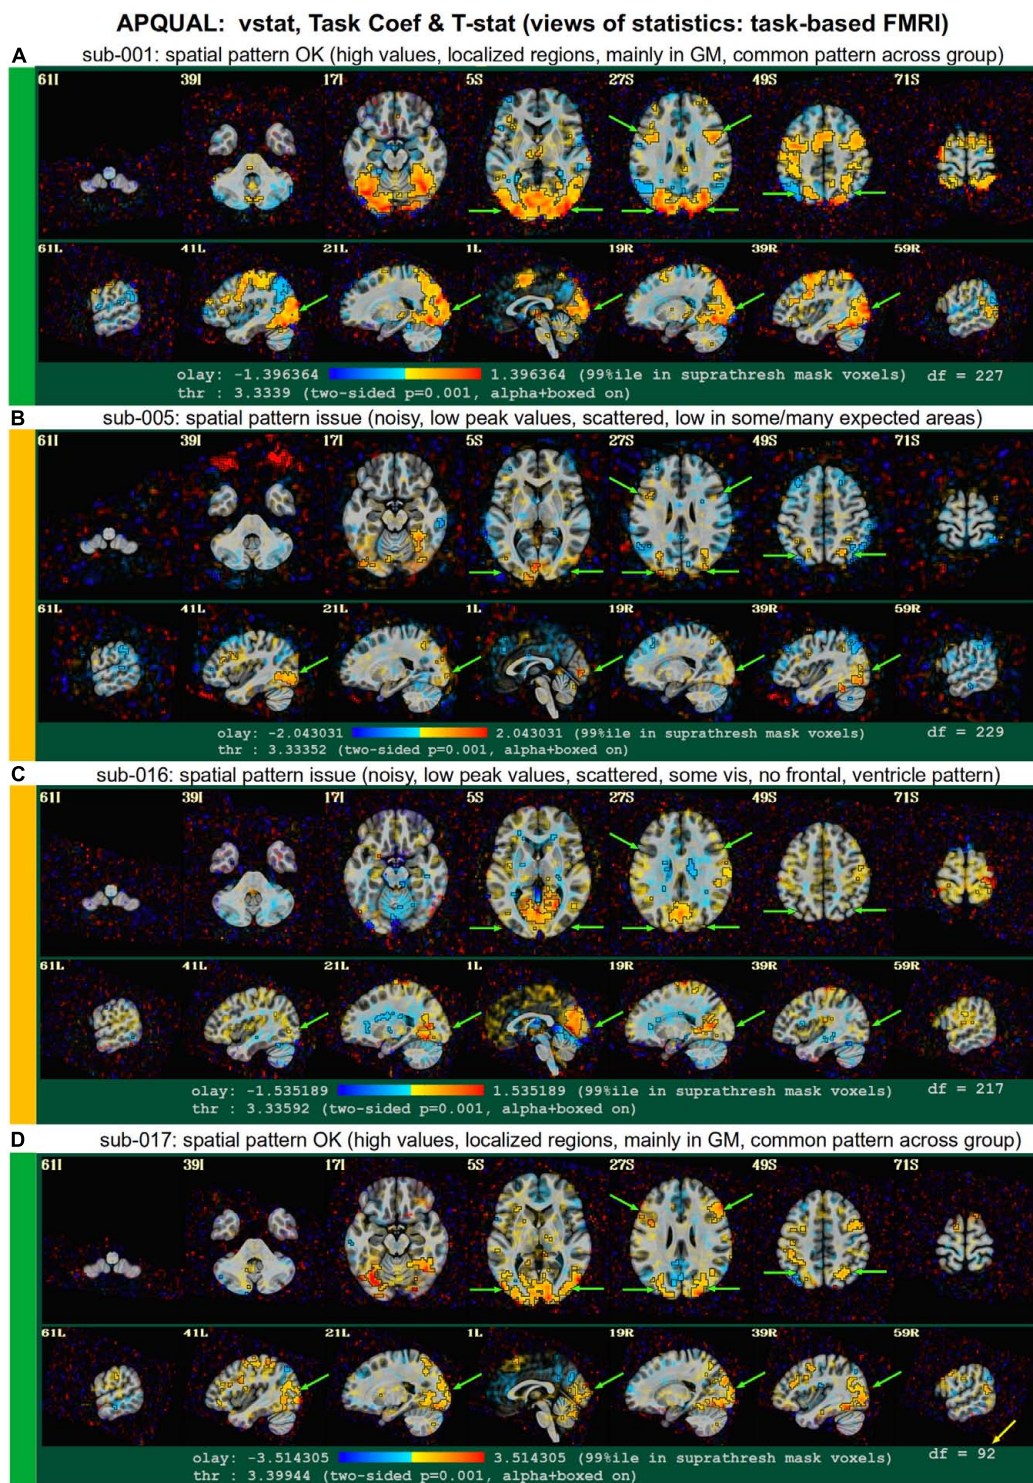 APQUAL: vstat, Task Coef & T-stat (views of statistics: task-based FMRI)
A
sub-001: spatial pattern OK (high values, localized regions, mainly in GM, common pattern across group)
61I 39I 17I 5S 27S 49S 71S
61L 41L 21L 1L 19R 39R 59R
olay: -1.396364 1.396364 (99%ile in suprathresh mask voxels) df = 227
thr : 3.3339 (two-sided p=0.001, alpha+boxed on)
B
sub-005: spatial pattern issue (noisy, low peak values, scattered, low in some/many expected areas)
61I 39I 17I 5S 27S 49S 71S
61L 41L 21L 1L 19R 39R 59R
olay: -2.043031 2.043031 (99%ile in suprathresh mask voxels) df = 229
thr : 3.33352 (two-sided p=0.001, alpha+boxed on)
C
sub-016: spatial pattern issue (noisy, low peak values, scattered, some vis, no frontal, ventricle pattern)
61I 39I 17I 5S 27S 49S 71S
61L 41L 21L 1L 19R 39R 59R
olay: -1.535189 1.535189 (99%ile in suprathresh mask voxels) df = 217
thr : 3.33592 (two-sided p=0.001, alpha+boxed on)
D
sub-017: spatial pattern OK (high values, localized regions, mainly in GM, common pattern across group)
61I 39I 17I 5S 27S 49S 71S
61L 41L 21L 1L 19R 39R 59R
olay: -3.514305 3.514305 (99%ile in suprathresh mask voxels) df = 92
thr : 3.39944 (two-sided p=0.001, alpha+boxed on)